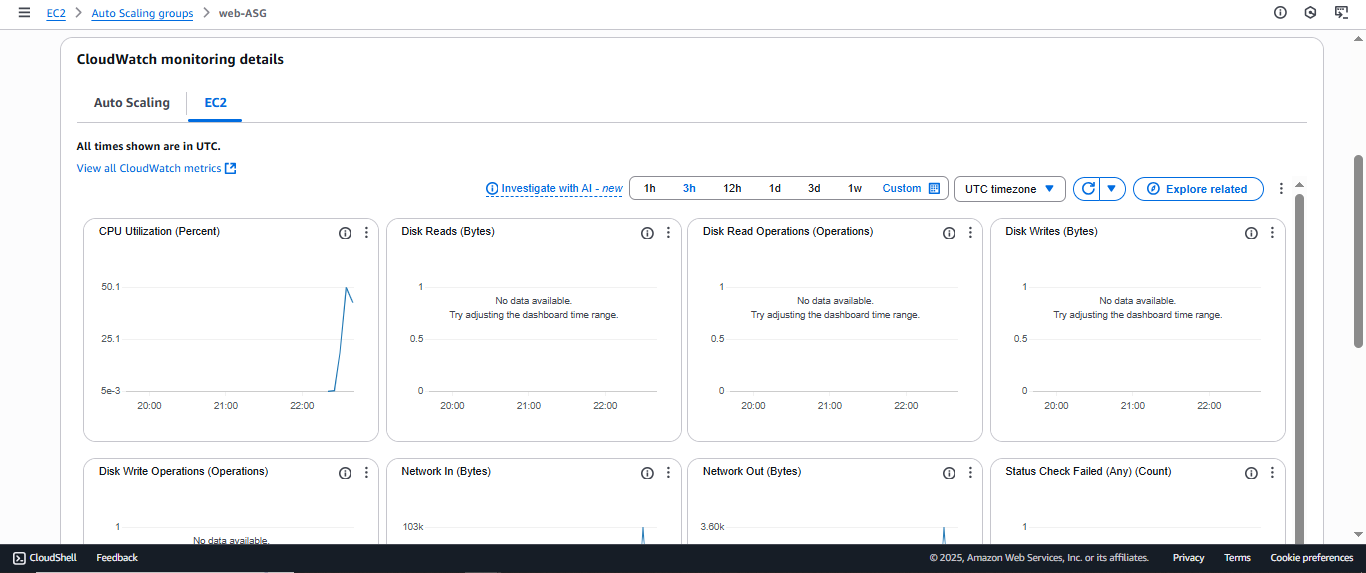 EC2 > Auto Scaling groups > web-ASG
CloudWatch monitoring details
Auto Scaling EC2
All times shown are in UTC.
View all CloudWatch metrics
Investigate with AI - new 1h 3h 12h 1d 3d 1w Custom UTC timezone Explore related
CPU Utilization (Percent)
50.1
25.1
5e-3
20:00 21:00 22:00
Disk Reads (Bytes)
1
No data available.
Try adjusting the dashboard time range.
0.5
0
20:00 21:00 22:00
Disk Read Operations (Operations)
1
No data available.
Try adjusting the dashboard time range.
0.5
0
20:00 21:00 22:00
Disk Writes (Bytes)
1
No data available.
Try adjusting the dashboard time range.
0.5
0
20:00 21:00 22:00
Disk Write Operations (Operations)
1
No data available.
Network In (Bytes)
103k
Network Out (Bytes)
3.60k
Status Check Failed (Any) (Count)
1
CloudShell Feedback © 2025, Amazon Web Services, Inc. or its affiliates. Privacy Terms Cookie preferences